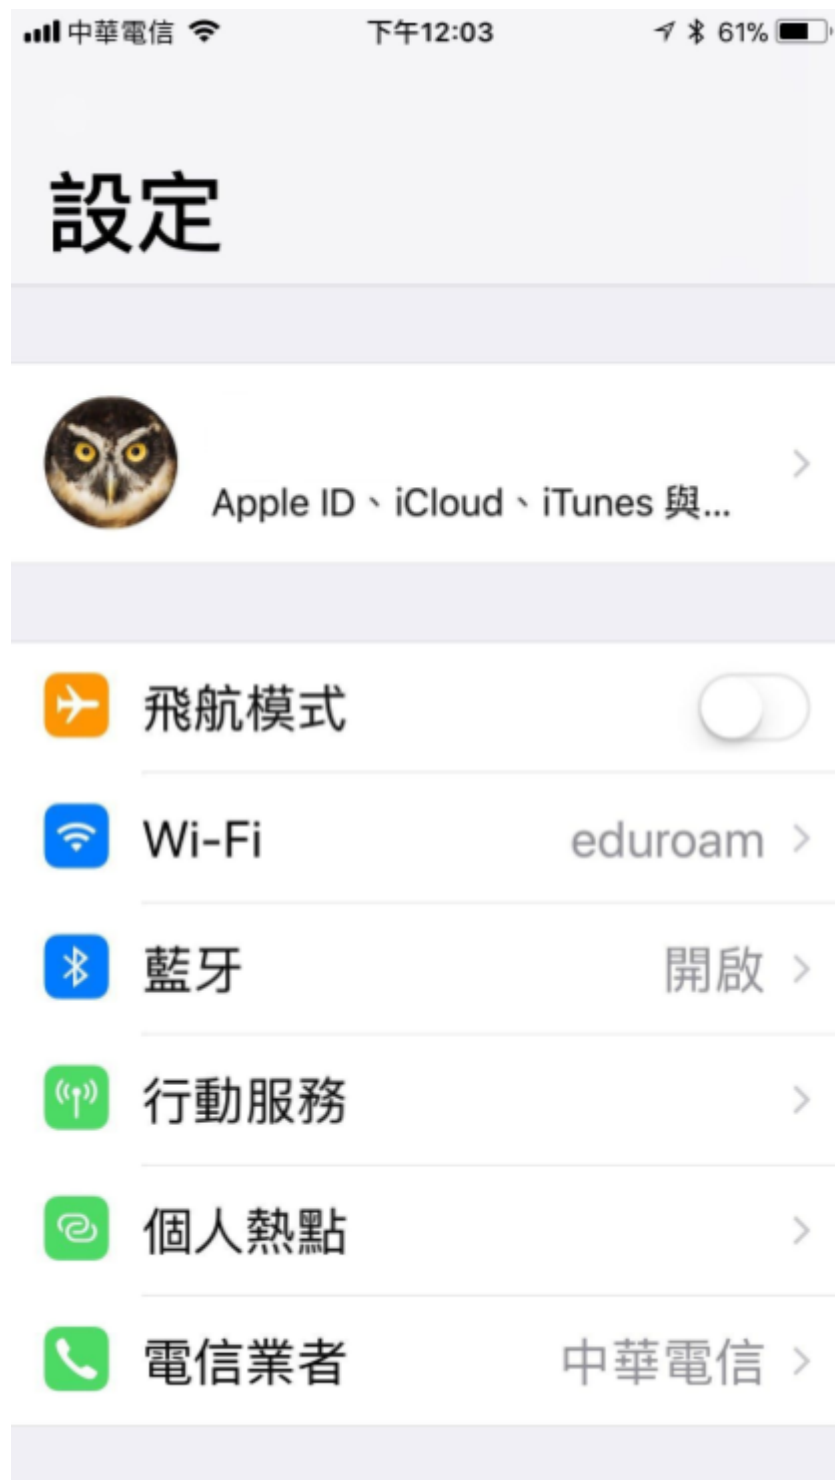 中華電信 下午12:03 61%
設定
Apple ID、iCloud、iTunes 與...
飛航模式
Wi-Fi eduroam
藍牙 開啟
行動服務
個人熱點
電信業者 中華電信